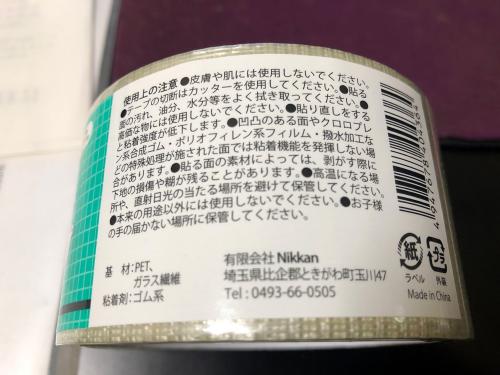 使用上の注意 ●皮膚や肌には使用しないでください。
●テープの切断はカッターを使用してください。●貼る
面の汚れ、油分、水分等をよく拭き取ってください。●
高価な物には使用しないでください。●貼り直しをする
と粘着強度が低下します。●凹凸のある面やクロロプレ
ン系合成ゴム・ポリオフィレン系フィルム・撥水加工な
どの特殊処理が施された面では粘着機能を発揮しない場
合があります。●貼る面の素材によっては、剥がす際に
下地の損傷や糊が残ることがあります。●高温になる場
所や、直射日光の当たる場所を避けて保管してください。
●本来の用途以外には使用しないでください。●お子様
の手の届かない場所に保管してください。
基 材:PET、
ガラス繊維
粘着剤:ゴム系
有限会社 Nikkan
埼玉県比企郡ときがわ町玉川47
Tel : 0493-66-0505
紙
ラベル
プラ
外装
Made in China